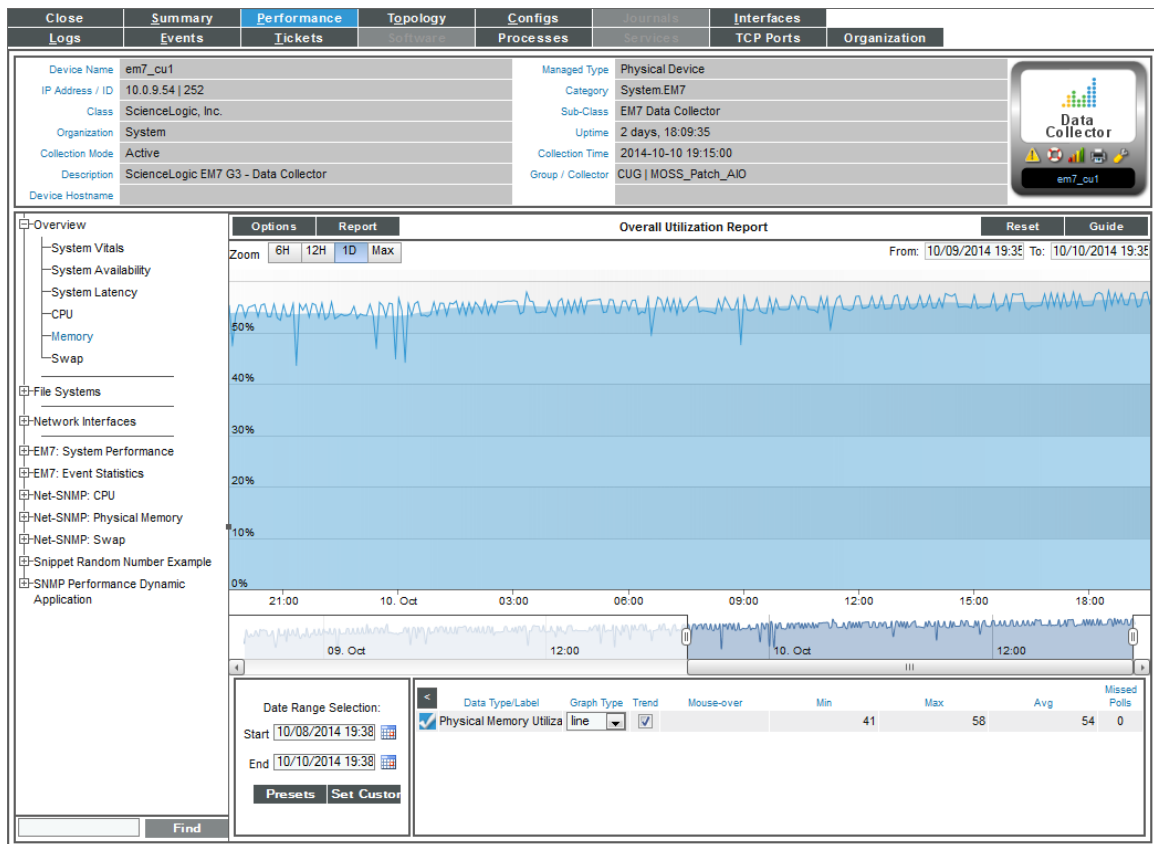 Close Summary Performance Topology Configs Journals Interfaces
Logs Events Tickets Software Processes Services TCP Ports Organization
Device Name em7_cu1 Managed Type Physical Device
IP Address / ID 10.0.9.54 | 252 Category System.EM7
Class ScienceLogic, Inc. Sub-Class EM7 Data Collector
Organization System Uptime 2 days, 18:09:35
Collection Mode Active Collection Time 2014-10-10 19:15:00
Description ScienceLogic EM7 G3 - Data Collector Group / Collector CUG | MOSS_Patch_AIO
Device Hostname
Data
Collector
em7_cu1
Overview
System Vitals
System Availability
System Latency
CPU
Memory
Swap
File Systems
Network Interfaces
EM7: System Performance
EM7: Event Statistics
Net-SNMP: CPU
Net-SNMP: Physical Memory
Net-SNMP: Swap
Snippet Random Number Example
SNMP Performance Dynamic
Application
Find
Options Report Overall Utilization Report Reset Guide
Zoom 6H 12H 1D Max From: 10/09/2014 19:35 To: 10/10/2014 19:35
50%
40%
30%
20%
10%
0%
21:00 10. Oct 03:00 06:00 09:00 12:00 15:00 18:00
09. Oct 12:00 10. Oct 12:00
Date Range Selection:
Start 10/08/2014 19:38
End 10/10/2014 19:38
Presets Set Custor
< Data Type/Label Graph Type Trend Mouse-over Min Max Avg Missed Polls
Physical Memory Utiliza line 41 58 54 0